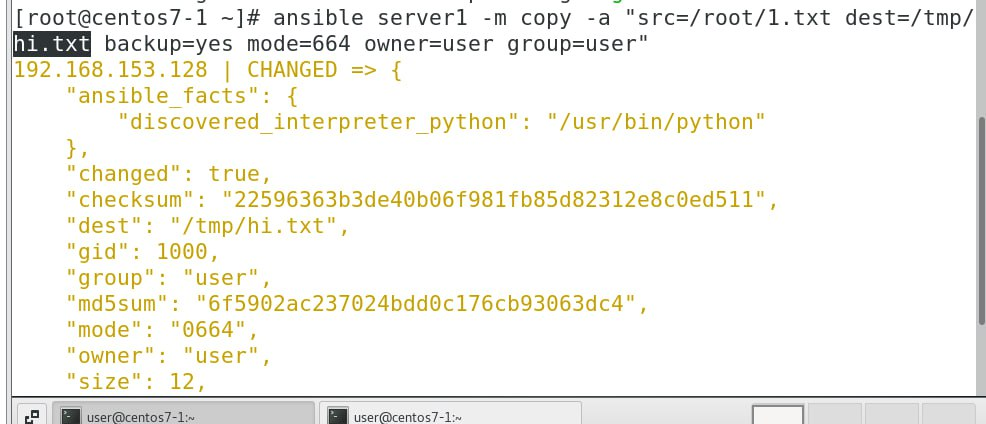 [root@centos7-1 ~]# ansible server1 -m copy -a "src=/root/1.txt dest=/tmp/
hi.txt backup=yes mode=664 owner=user group=user"
192.168.153.128 | CHANGED => {
    "ansible_facts": {
        "discovered_interpreter_python": "/usr/bin/python"
    },
    "changed": true,
    "checksum": "22596363b3de40b06f981fb85d82312e8c0ed511",
    "dest": "/tmp/hi.txt",
    "gid": 1000,
    "group": "user",
    "md5sum": "6f5902ac237024bdd0c176cb93063dc4",
    "mode": "0664",
    "owner": "user",
    "size": 12,
user@centos7-1:~
user@centos7-1:~